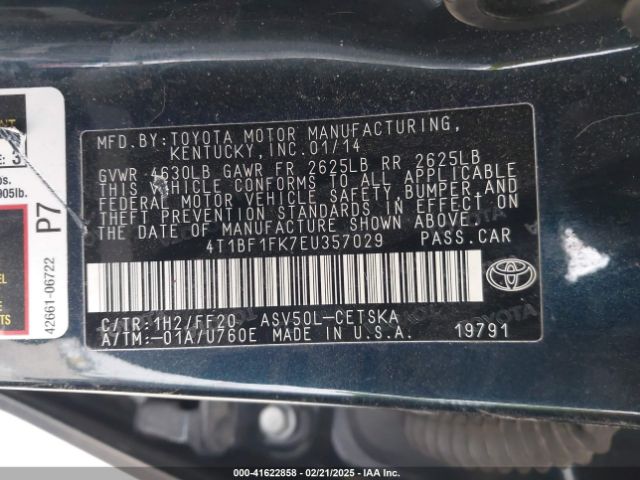 MFD.BY:TOYOTA MOTOR MANUFACTURING,
KENTUCKY,INC.01/14
GVWR 4630LB GAWR FR 2625LB RR 2625LB
THIS VEHICLE CONFORMS TO ALL APPLICABLE
FEDERAL MOTOR VEHICLE SAFETY, BUMPER, AND
THEFT PREVENTION STANDARDS IN EFFECT ON
THE DATE OF MANUFACTURE SHOWN ABOVE.
4T1BF1FK7EU357029 PASS.CAR
C/TR:1H2/FF20 ASV50L-CETSKA
A/TM:-01A/U760E MADE IN U.S.A. 19791
P7
42661-06722
: 3
905lb.
000-41622858 - 02/21/2025 - IAA Inc.